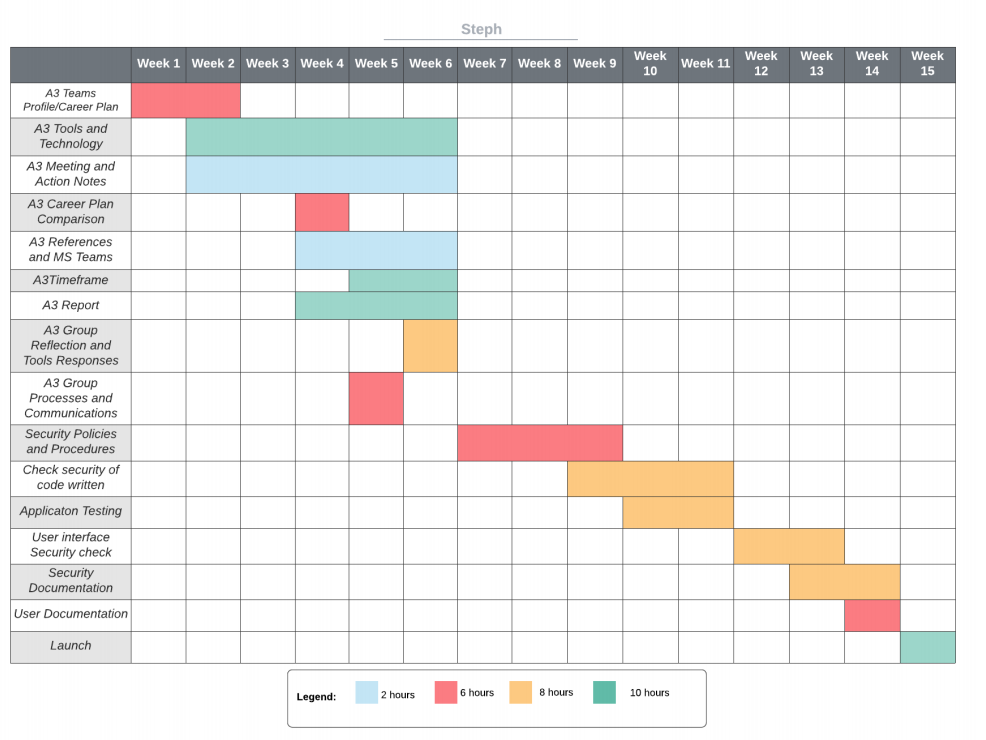 Steph
Week 1 Week 2 Week 3 Week 4 Week 5 Week 6 Week 7 Week 8 Week 9 Week 10 Week 11 Week 12 Week 13 Week 14 Week 15
A3 Teams
Profile/Career Plan
A3 Tools and
Technology
A3 Meeting and
Action Notes
A3 Career Plan
Comparison
A3 References
and MS Teams
A3Timeframe
A3 Report
A3 Group
Reflection and
Tools Responses
A3 Group
Processes and
Communications
Security Policies
and Procedures
Check security of
code written
Applicaton Testing
User interface
Security check
Security
Documentation
User Documentation
Launch
Legend: 2 hours 6 hours 8 hours 10 hours